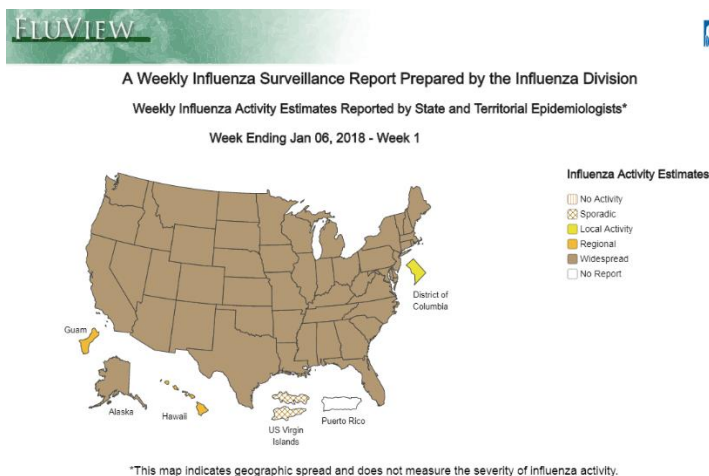 FLUVIEW
A Weekly Influenza Surveillance Report Prepared by the Influenza Division
Weekly Influenza Activity Estimates Reported by State and Territorial Epidemiologists*
Week Ending Jan 06, 2018 - Week 1
Influenza Activity Estimates
No Activity
Sporadic
Local Activity
Regional
Widespread
No Report
District of
Columbia
Guam
Alaska
Hawaii
US Virgin
Islands
Puerto Rico
*This map indicates geographic spread and does not measure the severity of influenza activity.